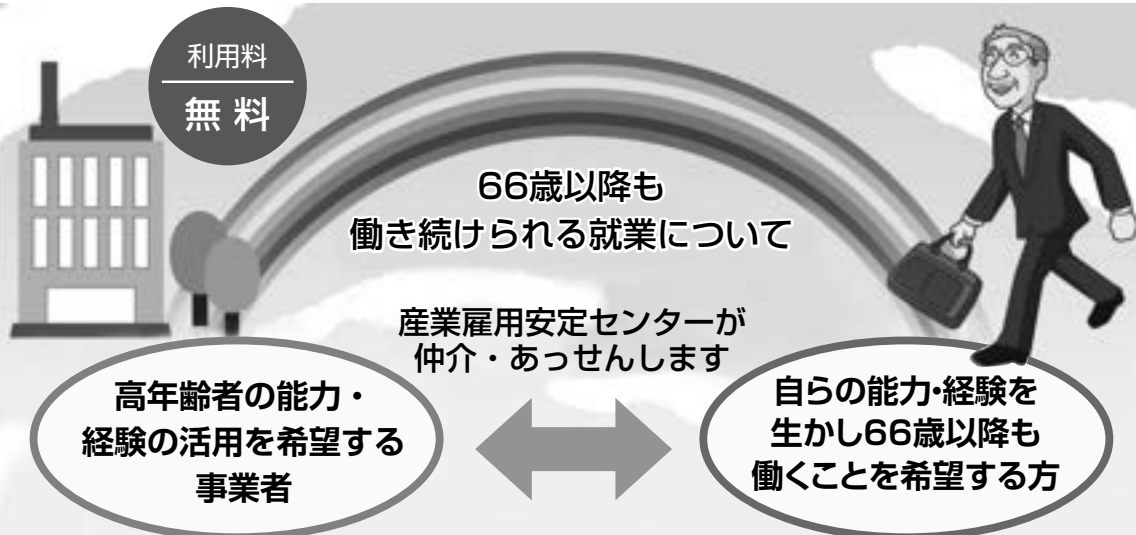 利用料
無料
66歳以降も
働き続けられる就業について
産業雇用安定センターが
仲介・あっせんします
高年齢者の能力・
経験の活用を希望する
事業者
自らの能力・経験を
生かし66歳以降も
働くことを希望する方